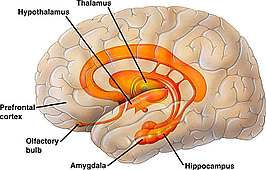 Thalamus
Hypothalamus
Prefrontal
cortex
Olfactory
bulb
Amygdala
Hippocampus